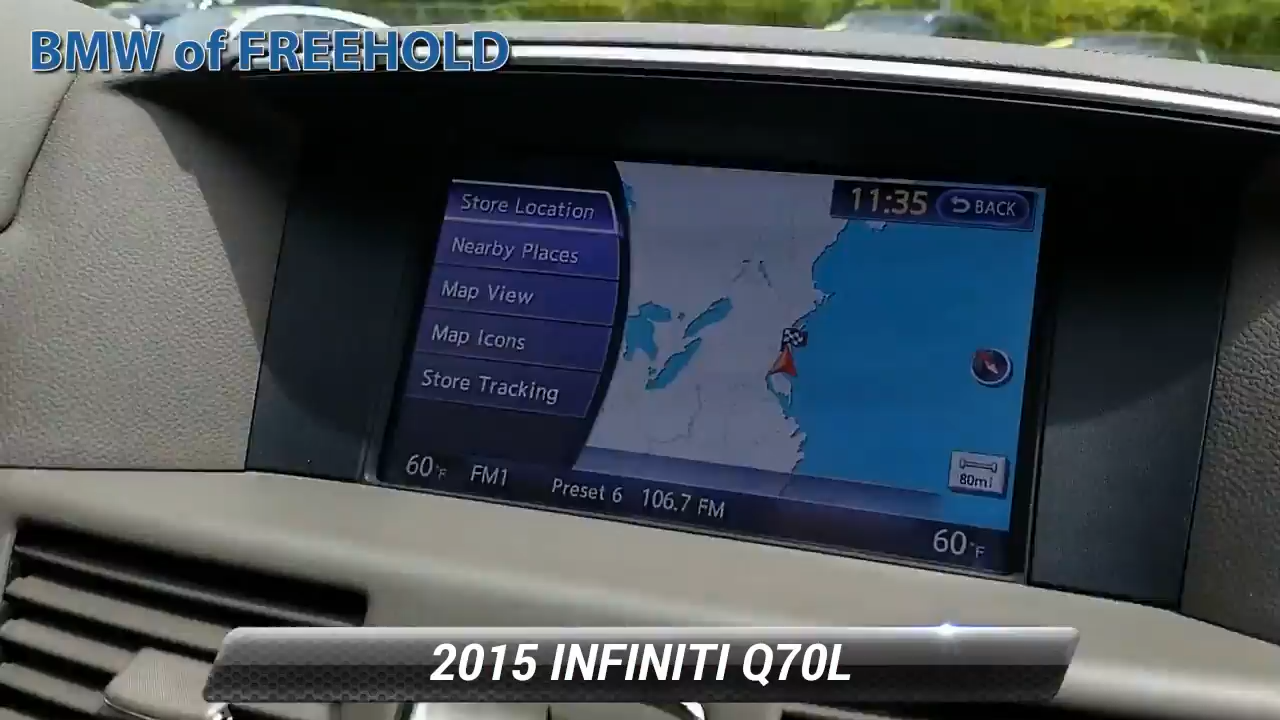 BMW of FREEHOLD
11:35 BACK
Store Location
Nearby Places
Map View
Map Icons
Store Tracking
80mi
60°F FM1 Preset 6 106.7 FM
60°F
2015 INFINITI Q70L